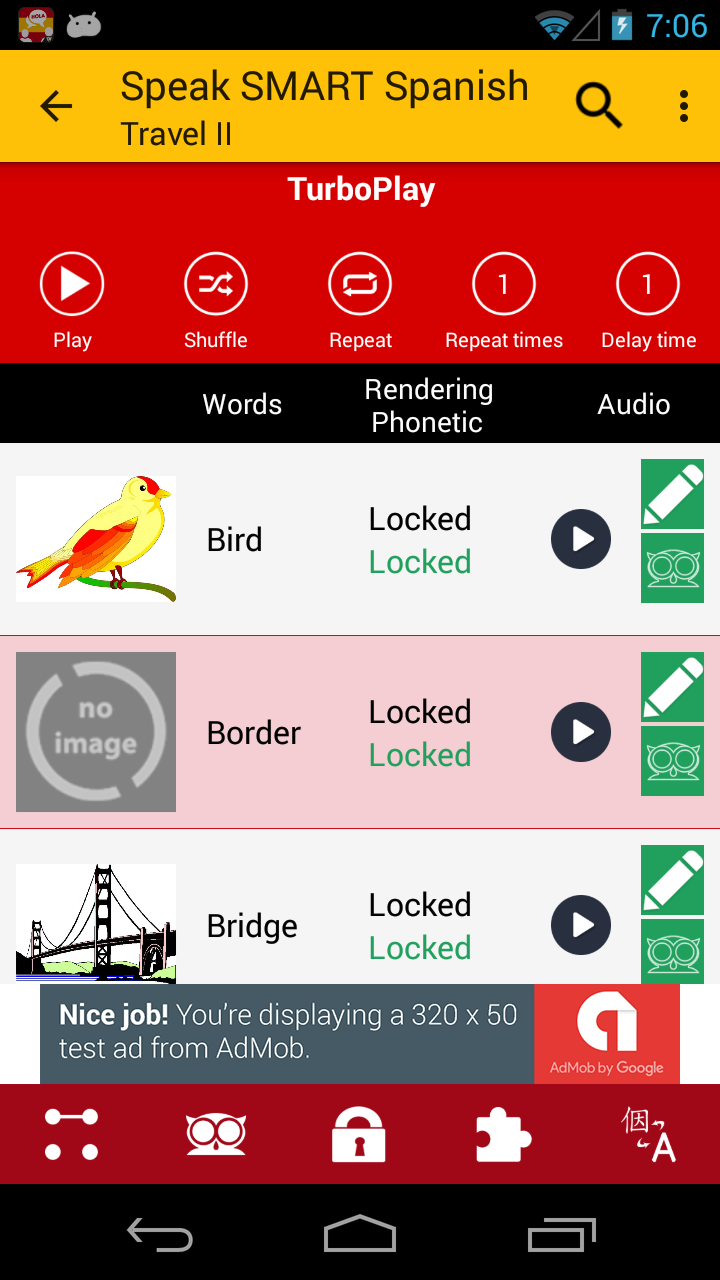 HOLA
7:06
Speak SMART Spanish
Travel II
TurboPlay
1
1
Play
Shuffle
Repeat
Repeat times
Delay time
Words
Rendering
Phonetic
Audio
Bird
Locked
Locked
no
image
Border
Locked
Locked
Bridge
Locked
Locked
Nice job! You're displaying a 320 x 50
test ad from AdMob.
AdMob by Google
個
A